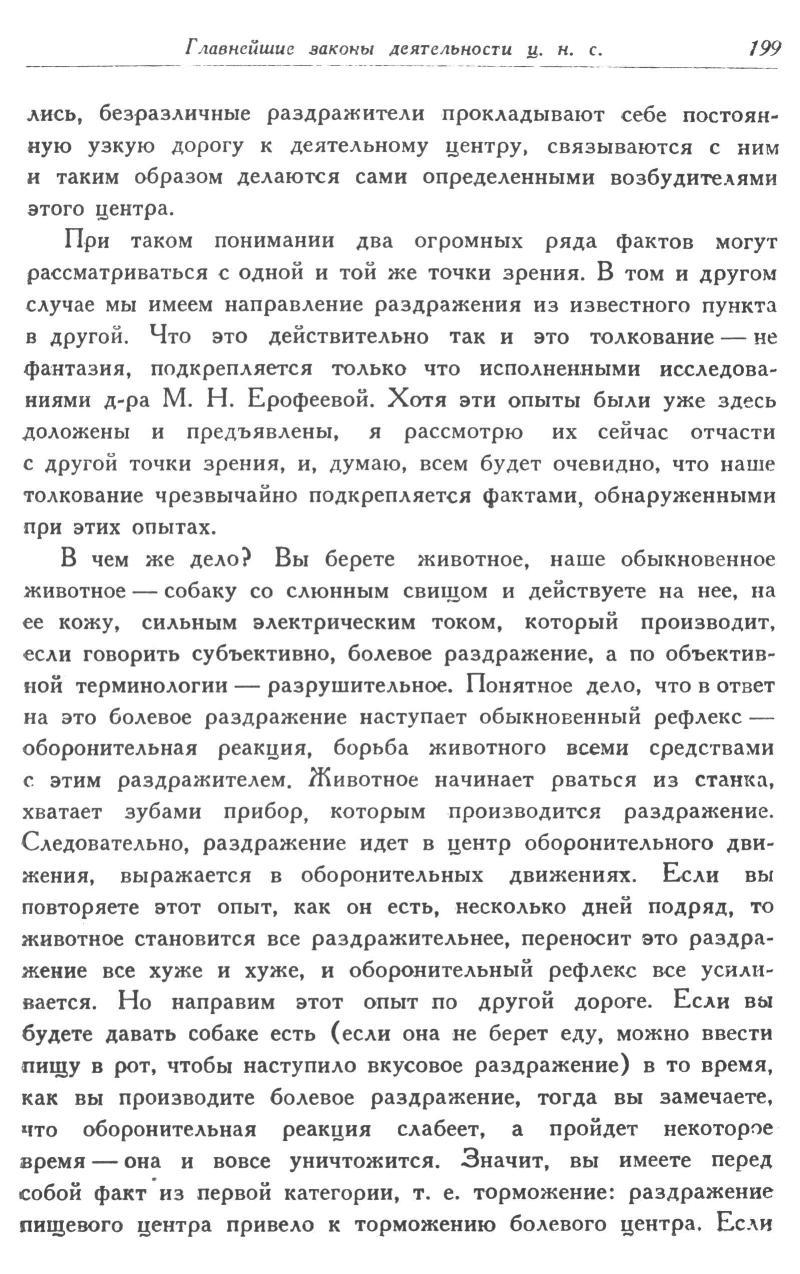 Главнейшие законы деятельности ц. н. с. 199
лись, безразличные раздражители прокладывают себе постоян-
ную узкую дорогу к деятельному центру, связываются с ним
и таким образом делаются сами определенными возбудителями
этого центра.
При таком понимании два огромных ряда фактов могут
рассматриваться с одной и той же точки зрения. В том и другом
случае мы имеем направление раздражения из известного пункта
в другой. Что это действительно так и это толкование — не
фантазия, подкрепляется только что исполненными исследова-
ниями д-ра М. Н. Ерофеевой. Хотя эти опыты были уже здесь
доложены и предъявлены, я рассмотрю их сейчас отчасти
с другой точки зрения, и, думаю, всем будет очевидно, что наше
толкование чрезвычайно подкрепляется фактами, обнаруженными
при этих опытах.
В чем же дело? Вы берете животное, наше обыкновенное
животное — собаку со слюнным свищом и действуете на нее, на
ее кожу, сильным электрическим током, который производит,
если говорить субъективно, болевое раздражение, а по объектив-
ной терминологии — разрушительное. Понятное дело, что в ответ
на это болевое раздражение наступает обыкновенный рефлекс —
оборонительная реакция, борьба животного всеми средствами
с этим раздражителем. Животное начинает рваться из станка,
хватает зубами прибор, которым производится раздражение.
Следовательно, раздражение идет в центр оборонительного дви-
жения, выражается в оборонительных движениях. Если вы
повторяете этот опыт, как он есть, несколько дней подряд, то
животное становится все раздражительнее, переносит это раздра-
жение все хуже и хуже, и оборонительный рефлекс все усили-
вается. Но направим этот опыт по другой дороге. Если вы
будете давать собаке есть (если она не берет еду, можно ввести
пищу в рот, чтобы наступило вкусовое раздражение) в то время,
как вы производите болевое раздражение, тогда вы замечаете,
что оборонительная реакция слабеет, а пройдет некоторое
время — она и вовсе уничтожится. Значит, вы имеете перед
собой факт из первой категории, т. е. торможение: раздражение
пищевого центра привело к торможению болевого центра. Если